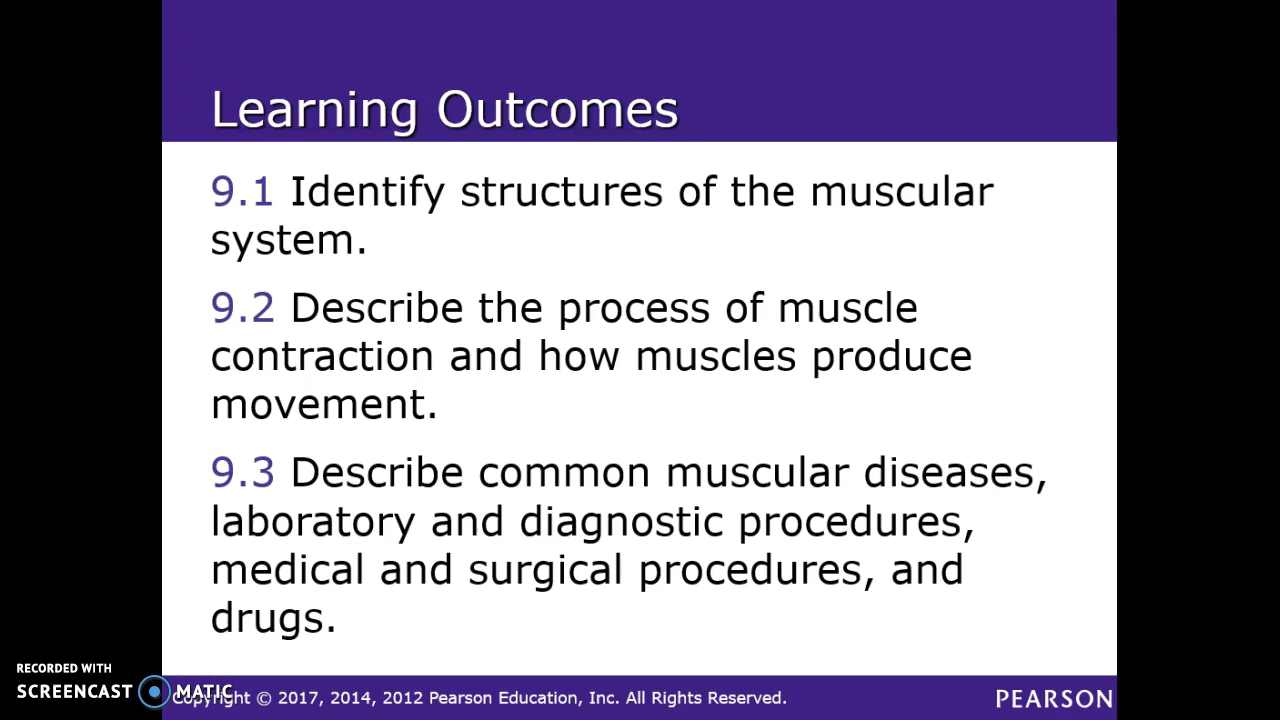 Learning Outcomes
9.1 Identify structures of the muscular
system.
9.2 Describe the process of muscle
contraction and how muscles produce
movement.
9.3 Describe common muscular diseases,
laboratory and diagnostic procedures,
medical and surgical procedures, and
drugs.
RECORDED WITH
SCREENCAST MATIC
Copyright © 2017, 2014, 2012 Pearson Education, Inc. All Rights Reserved.
PEARSON